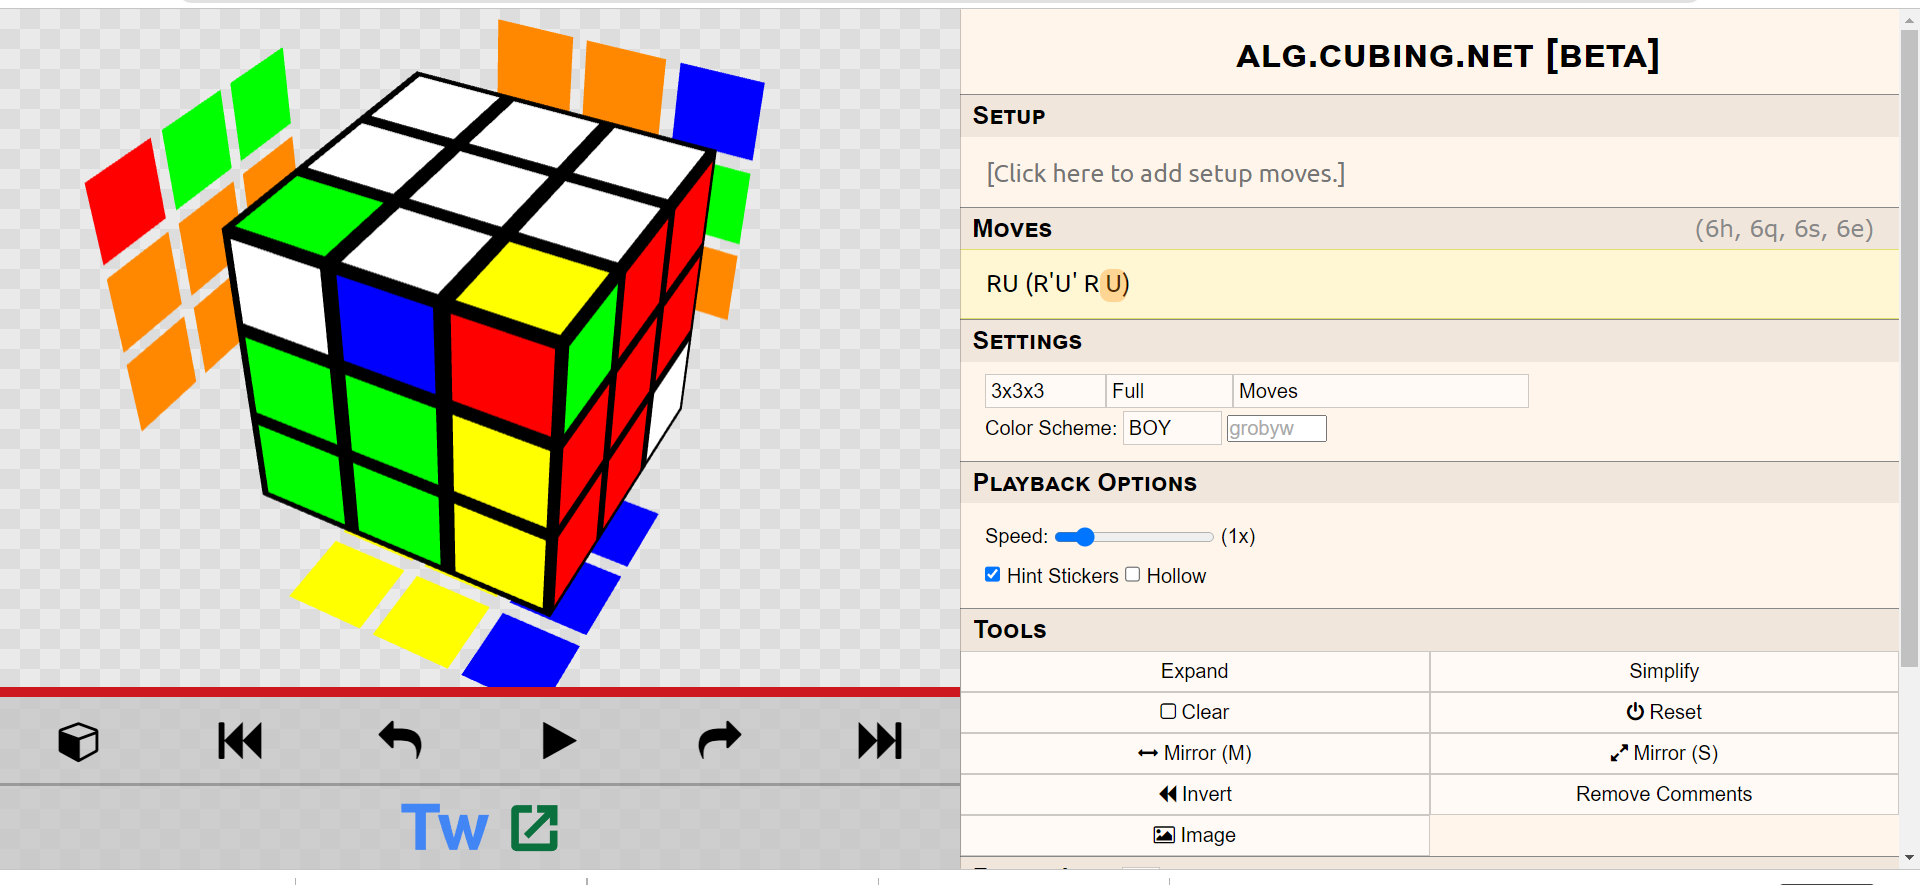 ALG.CUBING.NET [BETA]
SETUP
[Click here to add setup moves.]
MOVES (6h, 6q, 6s, 6e)
RU (R'U' RU)
SETTINGS
3x3x3 Full Moves
Color Scheme: BOY grobyw
PLAYBACK OPTIONS
Speed: (1x)
Hint Stickers Hollow
TOOLS
Expand Simplify
Clear Reset
Mirror (M) Mirror (S)
Invert Remove Comments
Image
Tw